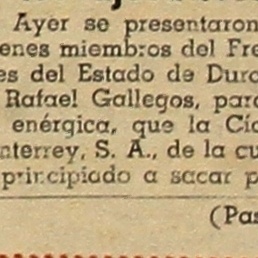 Ayer se presentaron
enes miembros del Fre
es del Estado de Dura
Rafael Gallegos, para
enérgica, que la Cía
nterrey, S. A., de la cu
principiado a sacar p
(Pas